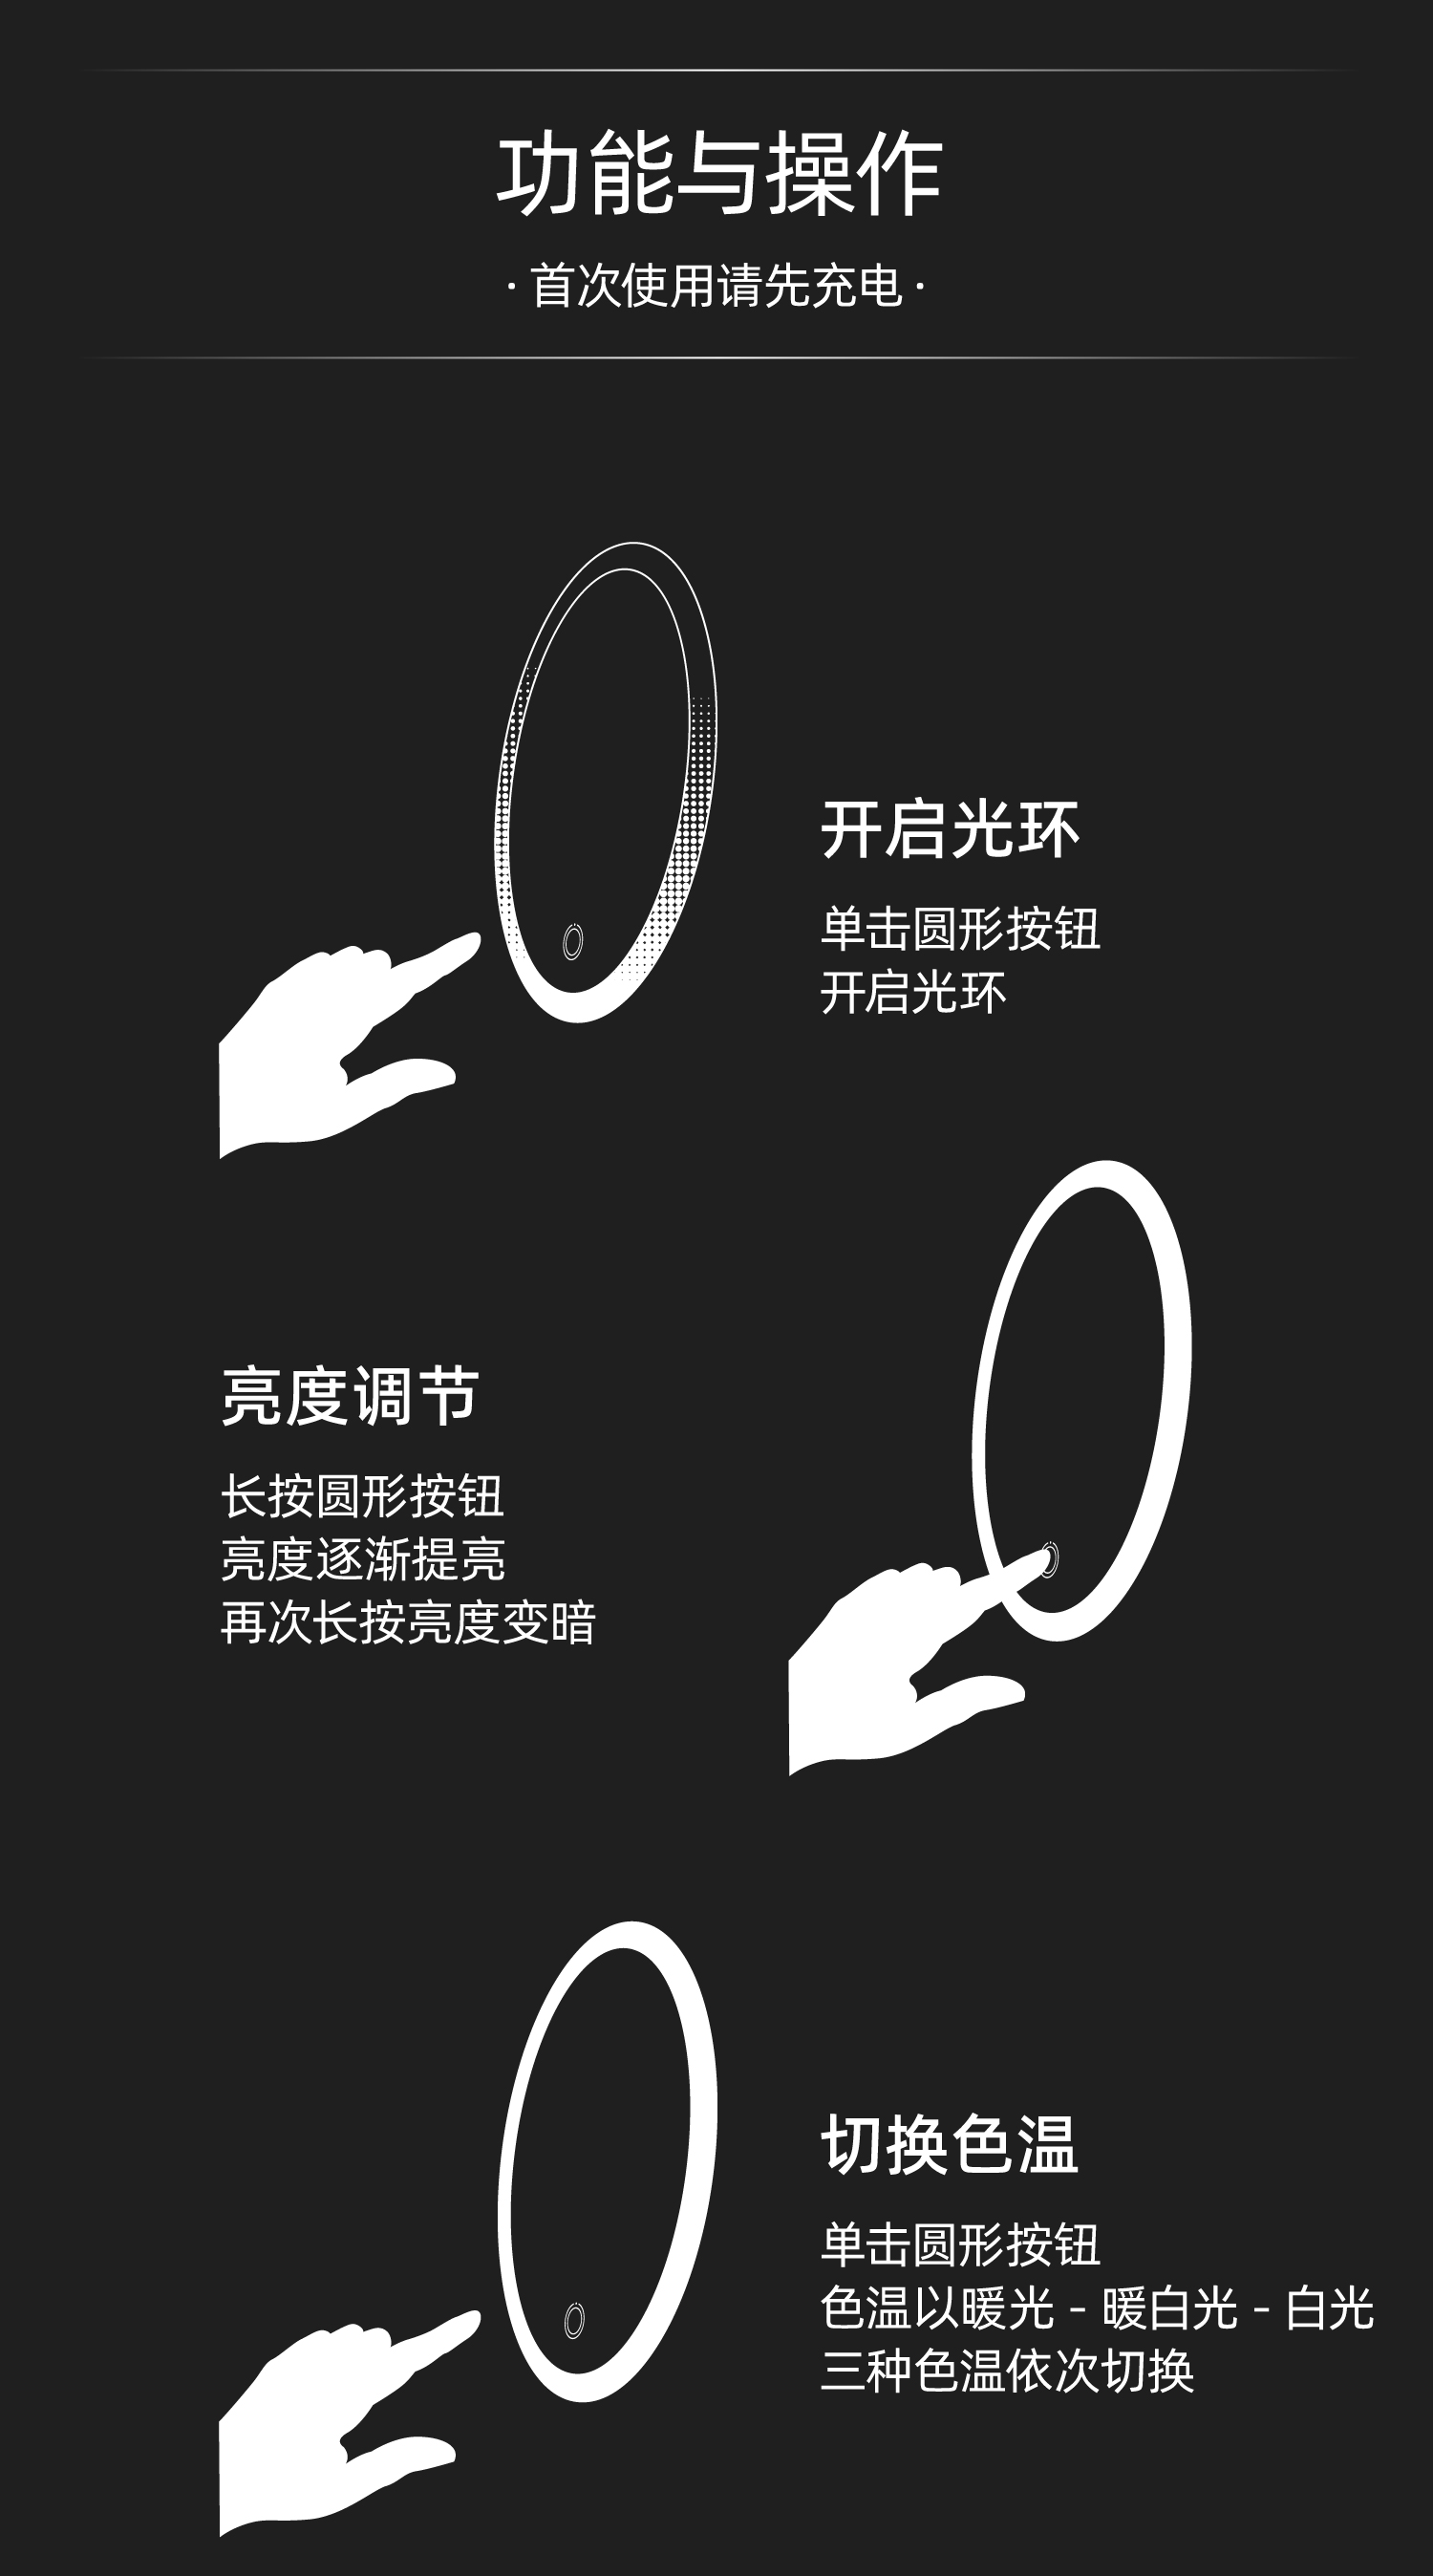 功能与操作
·首次使用请先充电·
开启光环
单击圆形按钮
开启光环
亮度调节
长按圆形按钮
亮度逐渐提亮
再次长按亮度变暗
切换色温
单击圆形按钮
色温以暖光 - 暖白光 - 白光
三种色温依次切换